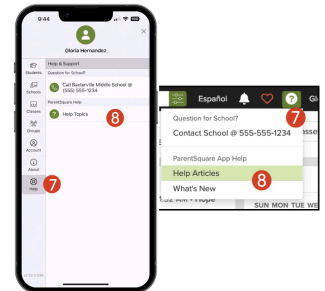 9:44
Gloria Hernandez
Students
Schools
Classes
Groups
Account
About
Help
Help & Support
Question for School?
Call Baxterville Middle School @
(555) 555-1234
ParentSquare Help
Help Topics
8
7
Español
7
Question for School?
Contact School @ 555-555-1234
ParentSquare App Help
Help Articles
8
What's New
SUN MON TUE WE